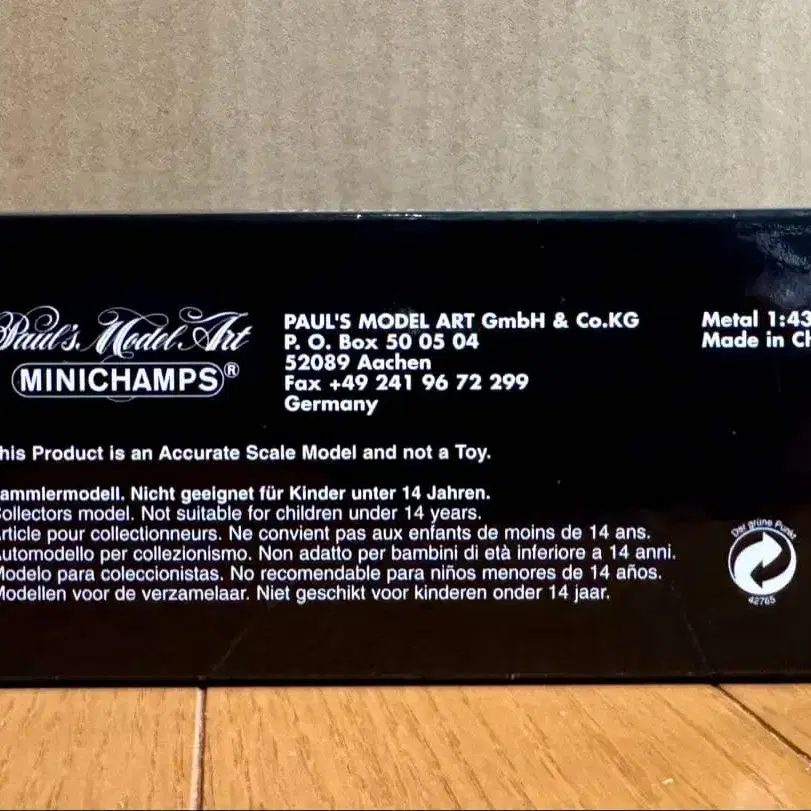 Paul's Model Art
MINICHAMPS®
PAUL'S MODEL ART GmbH & Co.KG
P. O. Box 50 05 04
52089 Aachen
Fax +49 241 96 72 299
Germany
Metal 1:43
Made in Ch
his Product is an Accurate Scale Model and not a Toy.
ammlermodell. Nicht geeignet für Kinder unter 14 Jahren.
ollectors model. Not suitable for children under 14 years.
rticle pour collectionneurs. Ne convient pas aux enfants de moins de 14 ans.
utomodello per collezionismo. Non adatto per bambini di età inferiore a 14 anni.
Modelo para coleccionistas. No recomendable para niños menores de 14 años.
Modellen voor de verzamelaar. Niet geschikt voor kinderen onder 14 jaar.
Der grüne Punkt
42765